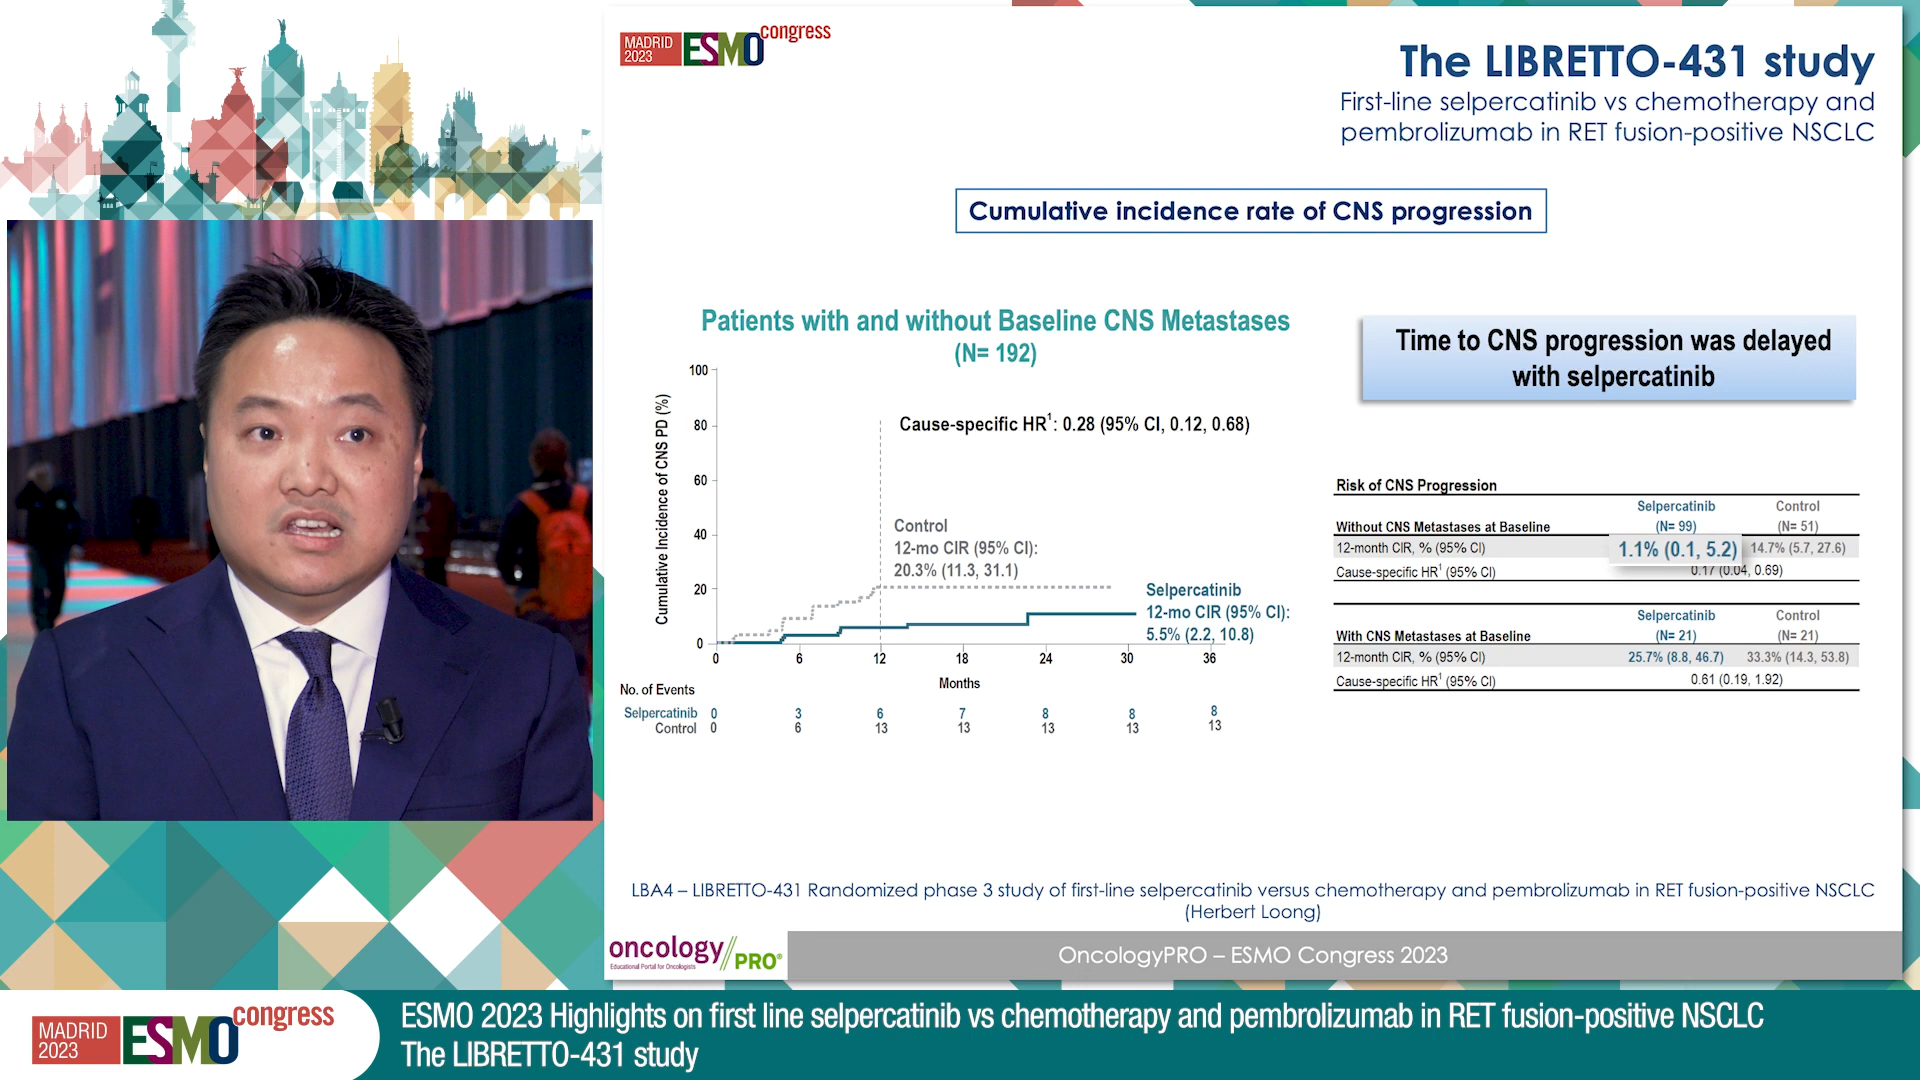 MADRID
2023
ESMO
congress
The LIBRETTO-431 study
First-line selpercatinib vs chemotherapy and
pembrolizumab in RET fusion-positive NSCLC
Cumulative incidence rate of CNS progression
Patients with and without Baseline CNS Metastases
(N= 192)
Cumulative Incidence of CNS PD (%)
100
80
60
40
20
0
Cause-specific HR¹: 0.28 (95% CI, 0.12, 0.68)
Control
12-mo CIR (95% CI):
20.3% (11.3, 31.1)
Selpercatinib
12-mo CIR (95% CI):
5.5% (2.2, 10.8)
0 6 12 18 24 30 36
Months
No. of Events
Selpercatinib 0 3 6 7 8 8 8
Control 0 6 13 13 13 13 13
Time to CNS progression was delayed
with selpercatinib
Risk of CNS Progression
Selpercatinib Control
Without CNS Metastases at Baseline (N= 99) (N= 51)
12-month CIR, % (95% CI) 1.1% (0.1, 5.2) 14.7% (5.7, 27.6)
Cause-specific HR¹ (95% CI) 0.17 (0.04, 0.69)
Selpercatinib Control
With CNS Metastases at Baseline (N= 21) (N= 21)
12-month CIR, % (95% CI) 25.7% (8.8, 46.7) 33.3% (14.3, 53.8)
Cause-specific HR¹ (95% CI) 0.61 (0.19, 1.92)
LBA4 – LIBRETTO-431 Randomized phase 3 study of first-line selpercatinib versus chemotherapy and pembrolizumab in RET fusion-positive NSCLC
(Herbert Loong)
oncology//PRO®
Educational Portal for Oncologists
OncologyPRO – ESMO Congress 2023
MADRID
2023
ESMO
congress
ESMO 2023 Highlights on first line selpercatinib vs chemotherapy and pembrolizumab in RET fusion-positive NSCLC
The LIBRETTO-431 study